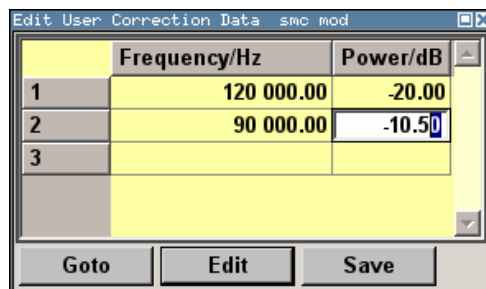 Edit User Correction Data smc mod
Frequency/Hz Power/dB
1 120 000.00 -20.00
2 90 000.00 -10.50
3
Goto Edit Save